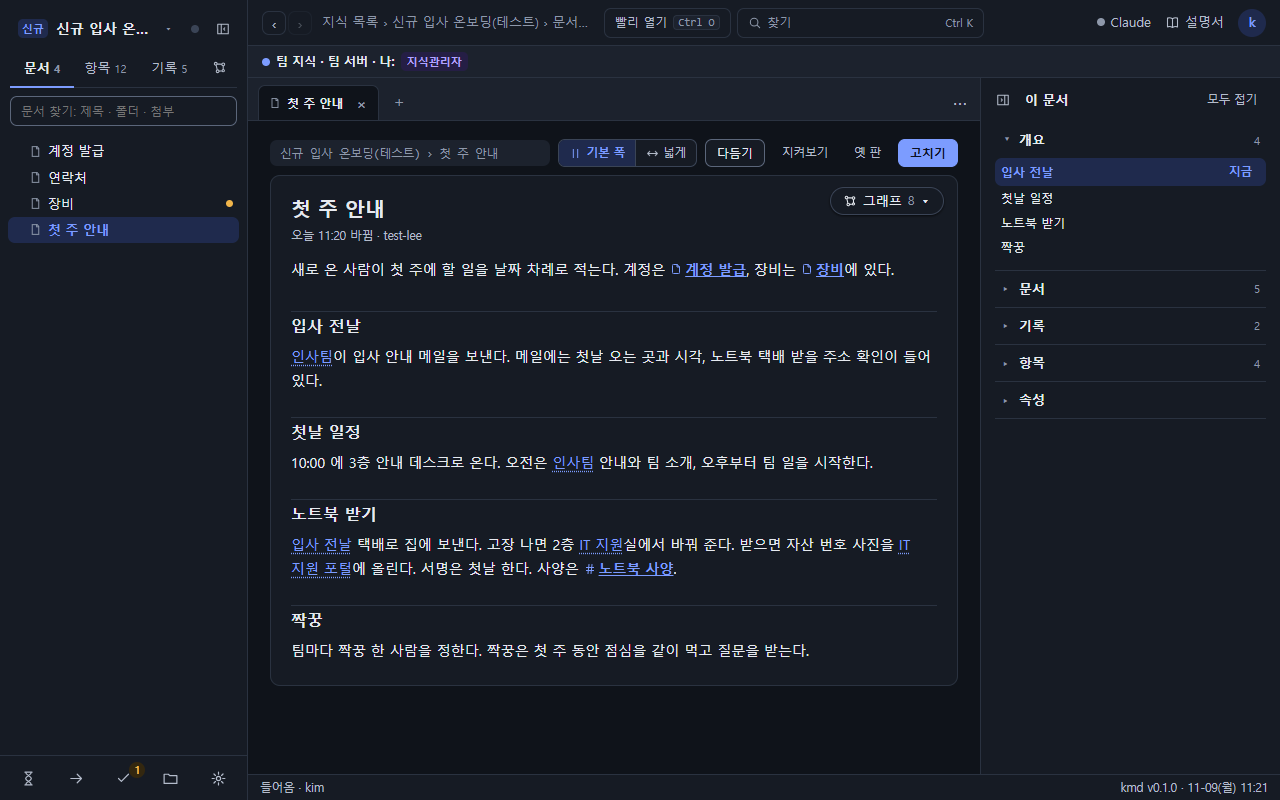 신규 신규 입사 온...
지식 목록 › 신규 입사 온보딩(테스트) › 문서...
빨리 열기 Ctrl O
찾기 Ctrl K
Claude
설명서
k
문서 4
항목 12
기록 5
팀 지식 · 팀 서버 · 나: 지식관리자
문서 찾기: 제목 · 폴더 · 첨부
계정 발급
연락처
장비
첫 주 안내
첫 주 안내 × +
신규 입사 온보딩(테스트) › 첫 주 안내
기본 폭
넓게
다듬기
지켜보기
옛 판
고치기
첫 주 안내
그래프 8
오늘 11:20 바뀜 · test-lee
새로 온 사람이 첫 주에 할 일을 날짜 차례로 적는다. 계정은 계정 발급, 장비는 장비에 있다.
입사 전날
인사팀이 입사 안내 메일을 보낸다. 메일에는 첫날 오는 곳과 시각, 노트북 택배 받을 주소 확인이 들어
있다.
첫날 일정
10:00 에 3층 안내 데스크로 온다. 오전은 인사팀 안내와 팀 소개, 오후부터 팀 일을 시작한다.
노트북 받기
입사 전날 택배로 집에 보낸다. 고장 나면 2층 IT 지원실에서 바꿔 준다. 받으면 자산 번호 사진을 IT
지원 포털에 올린다. 서명은 첫날 한다. 사양은 # 노트북 사양.
짝꿍
팀마다 짝꿍 한 사람을 정한다. 짝꿍은 첫 주 동안 점심을 같이 먹고 질문을 받는다.
이 문서
모두 접기
개요 4
입사 전날 지금
첫날 일정
노트북 받기
짝꿍
문서 5
기록 2
항목 4
속성
1
들어옴 · kim
kmd v0.1.0 · 11-09(월) 11:21